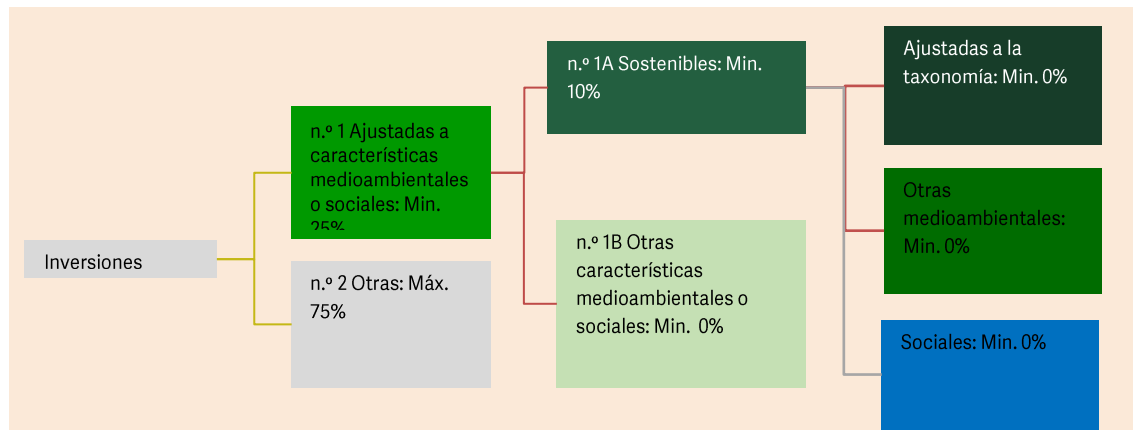 Inversiones
n.º 1 Ajustadas a
características
medioambientales
o sociales: Min.
25%
n.º 2 Otras: Máx.
75%
n.º 1A Sostenibles: Min.
10%
n.º 1B Otras
características
medioambientales o
sociales: Min. 0%
Ajustadas a la
taxonomía: Min. 0%
Otras
medioambientales:
Min. 0%
Sociales: Min. 0%